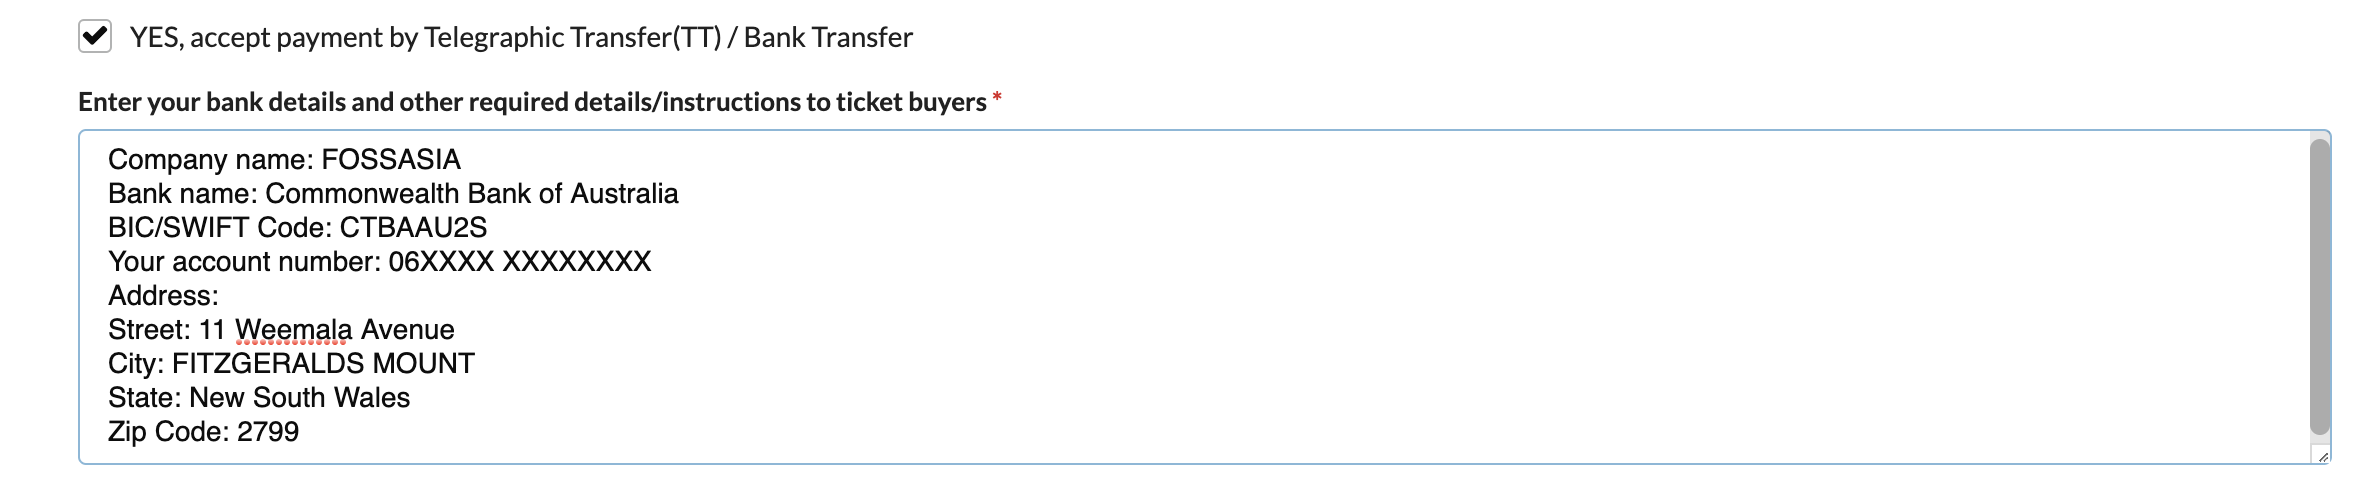 YES, accept payment by Telegraphic Transfer(TT) / Bank Transfer
Enter your bank details and other required details/instructions to ticket buyers *
Company name: FOSSASIA
Bank name: Commonwealth Bank of Australia
BIC/SWIFT Code: CTBAAU2S
Your account number: 06XXXX XXXXXXXX
Address:
Street: 11 Weemala Avenue
City: FITZGERALDS MOUNT
State: New South Wales
Zip Code: 2799